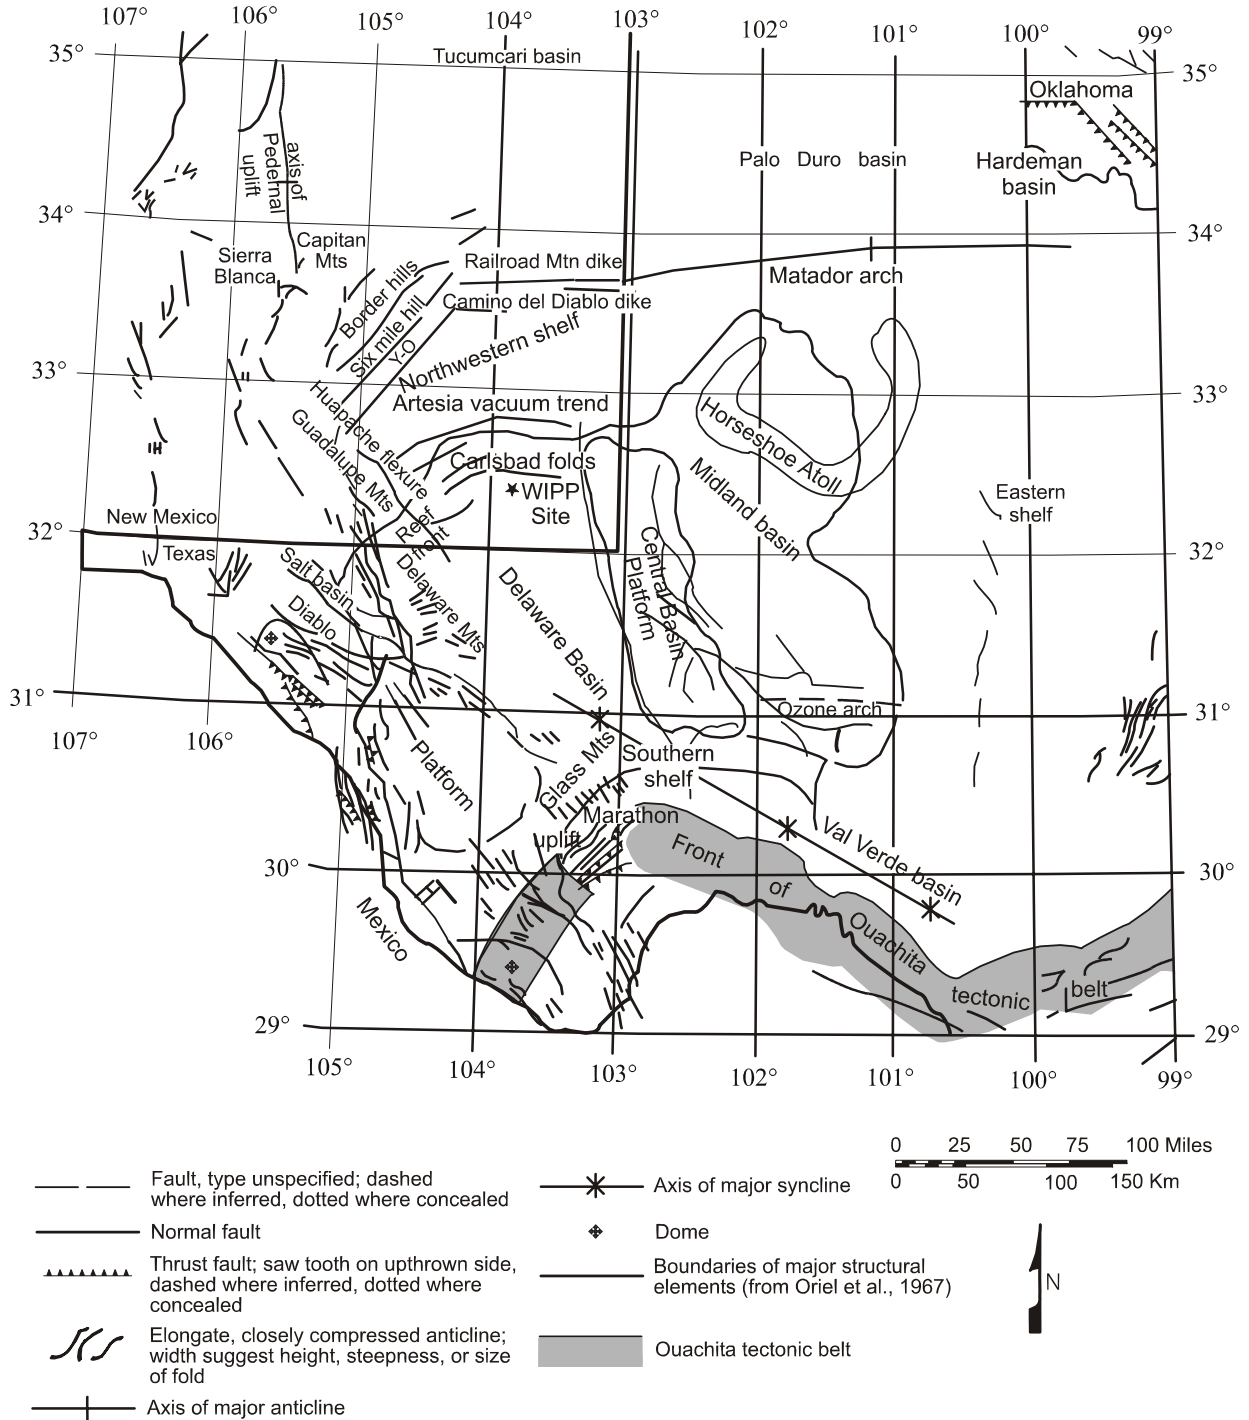 107°
106°
105°
104°
103°
102°
101°
100°
99°
35°
Tucumcari basin
35°
Oklahoma
Palo Duro basin
Hardeman
basin
axis of
Pedernal
uplift
34°
34°
Sierra
Blanca
Capitan
Mts
Railroad Mtn dike
Matador arch
Border hills
Camino del Diablo dike
Six mile hill
Y-O
Northwestern shelf
33°
33°
Artesia vacuum trend
Huapache flexure
Guadalupe Mts
Horseshoe Atoll
Carlsbad folds
WIPP
Site
Midland basin
Eastern
shelf
New Mexico
Reef
front
32°
32°
Texas
Salt basin
Diablo
Delaware Mts
Delaware Basin
Central Basin
Platform
31°
31°
Ozone arch
107°
106°
Platform
Glass Mts
Southern
shelf
Marathon
uplift
Val Verde basin
30°
30°
Front
of
Ouachita
tectonic
belt
Mexico
29°
29°
105°
104°
103°
102°
101°
100°
99°
0 25 50 75 100 Miles
0 50 100 150 Km
N
Fault, type unspecified; dashed
where inferred, dotted where concealed
Normal fault
Thrust fault; saw tooth on upthrown side,
dashed where inferred, dotted where
concealed
Elongate, closely compressed anticline;
width suggest height, steepness, or size
of fold
Axis of major anticline
Axis of major syncline
Dome
Boundaries of major structural
elements (from Oriel et al., 1967)
Ouachita tectonic belt